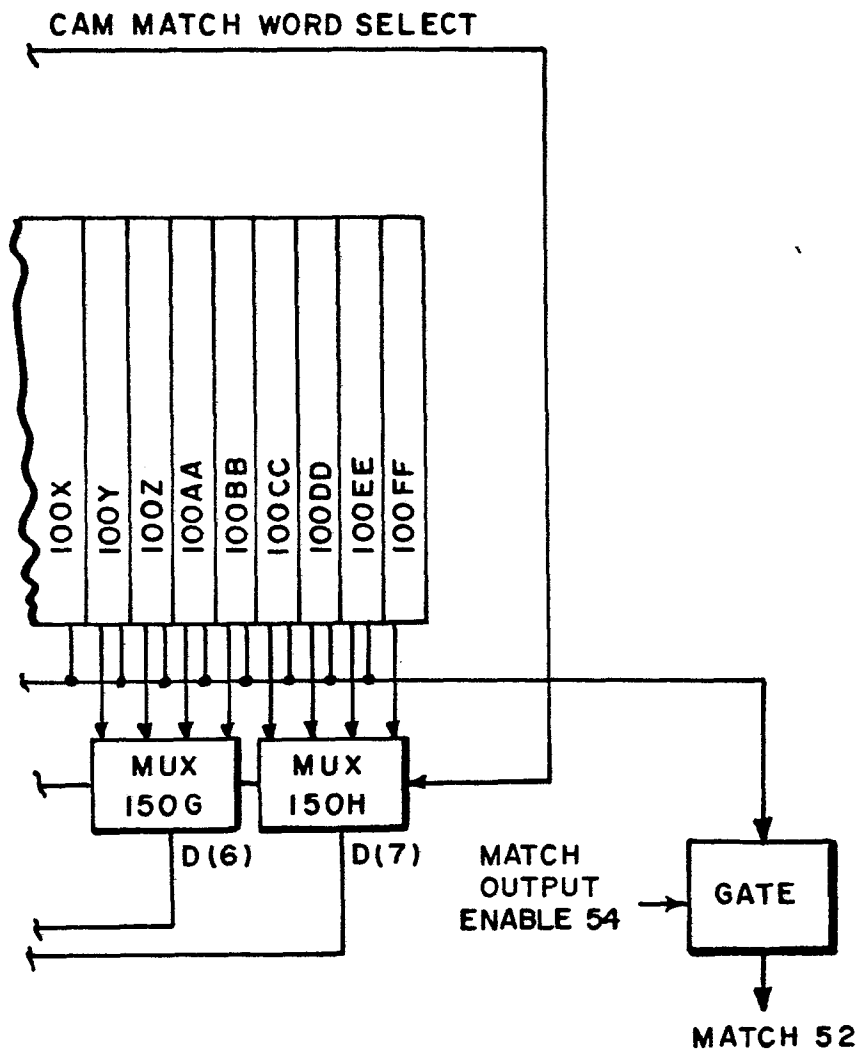 CAM MATCH WORD SELECT
100X
100Y
100Z
100AA
100BB
100CC
100DD
100EE
100FF
MUX
150G
MUX
150H
D(6)
D(7)
MATCH
OUTPUT
ENABLE 54
GATE
MATCH 52